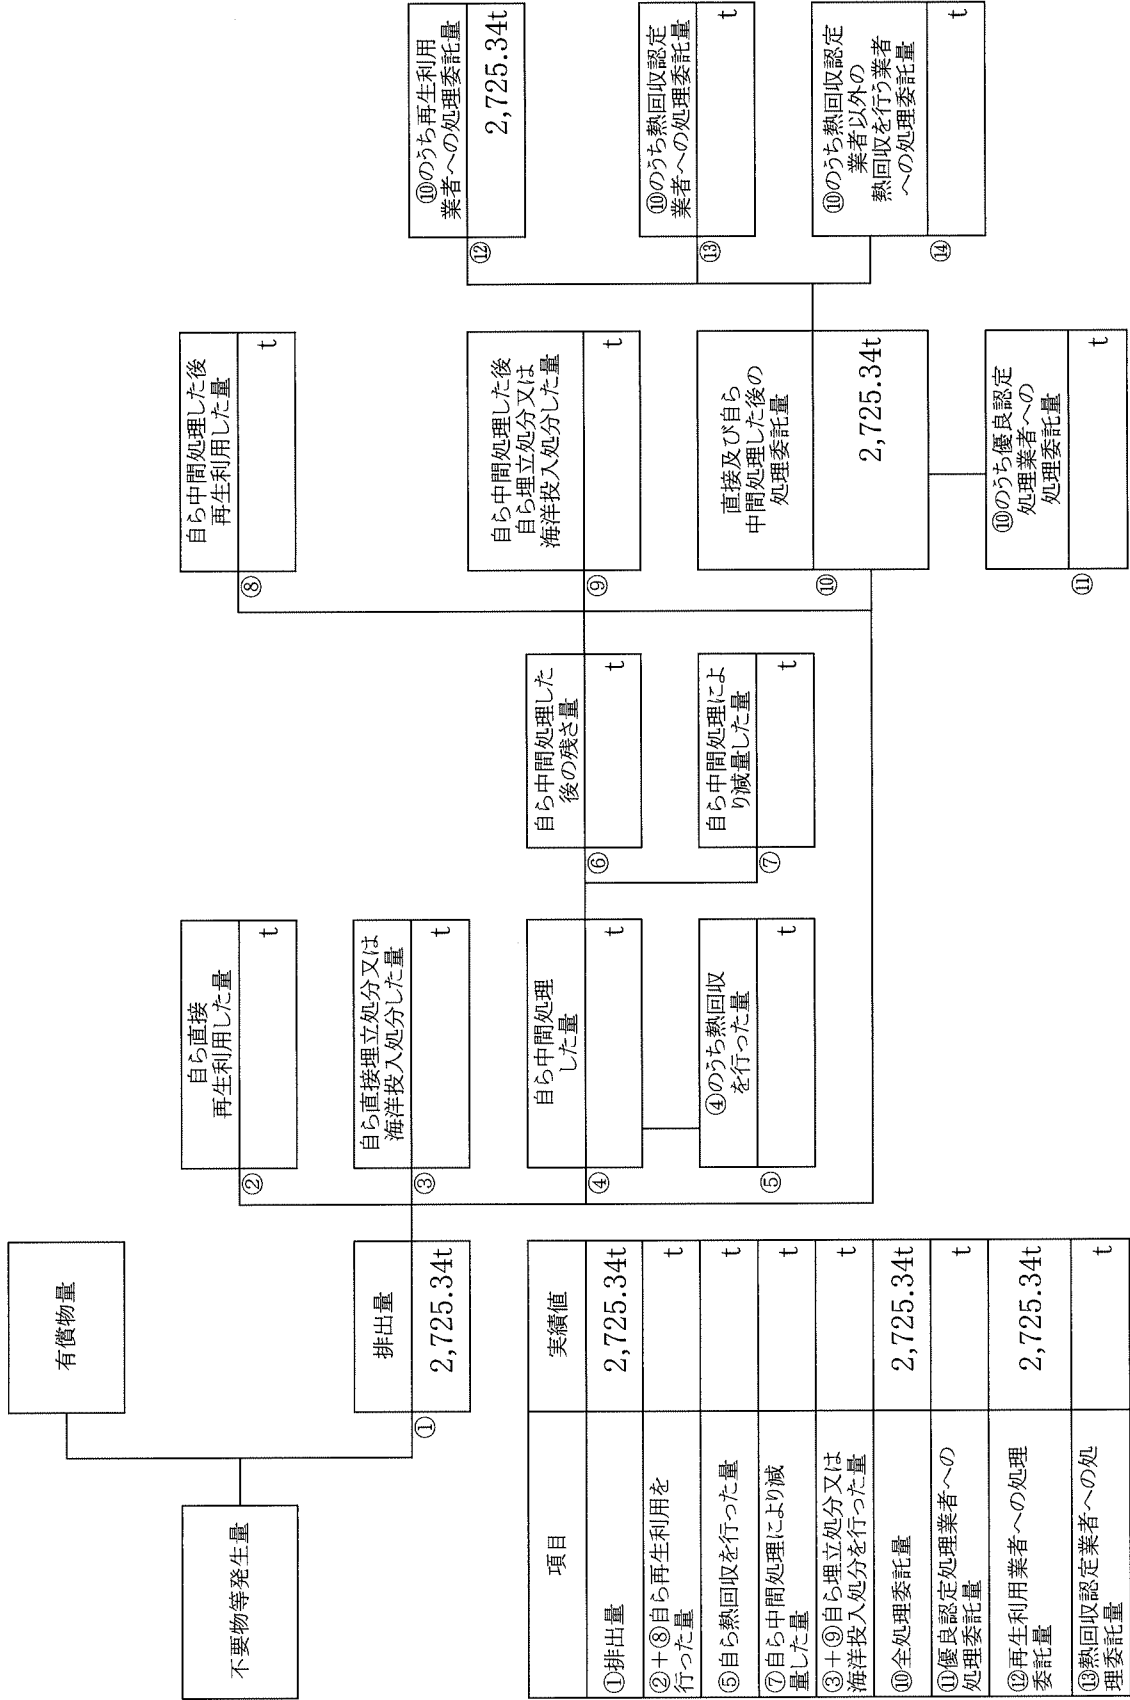 不要物等発生量
有償物量
排出量
①
2,725.34t
自ら直接
再生利用した量
②
t
自ら直接埋立処分又は
海洋投入処分した量
③
t
自ら中間処理
した量
④
t
④のうち熱回収
を行った量
⑤
t
自ら中間処理した
後の残さ量
⑥
t
自ら中間処理によ
り減量した量
⑦
t
自ら中間処理した後
再生利用した量
⑧
t
自ら中間処理した後
自ら埋立処分又は
海洋投入処分した量
⑨
t
直接及び自ら
中間処理した後の
処理委託量
⑩
2,725.34t
⑩のうち優良認定
処理業者への
処理委託量
⑪
t
⑩のうち再生利用
業者への処理委託量
⑫
2,725.34t
⑩のうち熱回収認定
業者への処理委託量
⑬
t
⑩のうち熱回収認定
業者以外の
熱回収を行う業者
への処理委託量
⑭
t
項目 実績値
①排出量 2,725.34t
②+⑧自ら再生利用を
行った量 t
⑤自ら熱回収を行った量 t
⑦自ら中間処理により減
量した量 t
③+⑨自ら埋立処分又は
海洋投入処分を行った量 t
⑩全処理委託量 2,725.34t
⑪優良認定処理業者への
処理委託量 t
⑫再生利用業者への処理
委託量 2,725.34t
⑬熱回収認定業者への処
理委託量 t